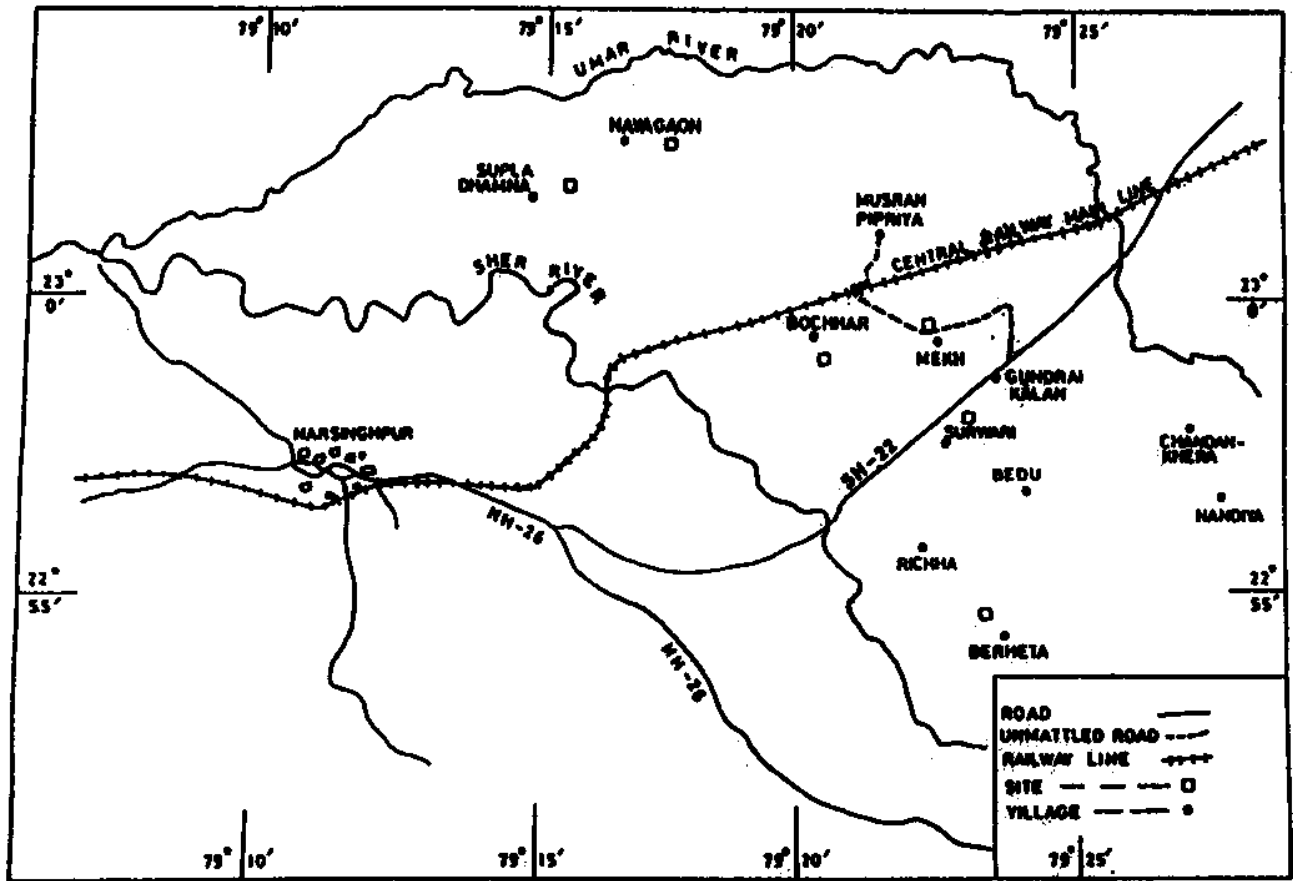 79° 10'
79° 15'
79° 20'
79° 25'
UMAR RIVER
NAVAGAON
SUPLA
DHAMNA
MUSRAN
PIPRIYA
CENTRAL RAILWAY MAIN LINE
SHER RIVER
23°
0'
23°
0'
BOCHHAR
MEKH
GUNDRAI
KALAN
NARSINGHPUR
SURWARI
CHANDAN-
KHERA
SH-22
BEDU
NANDIYA
NH-26
RICHHA
22°
55'
22°
55'
BERHETA
NH-26
ROAD
UNMATTLED ROAD
RAILWAY LINE
SITE
VILLAGE
79° 10'
79° 15'
79° 20'
79° 25'